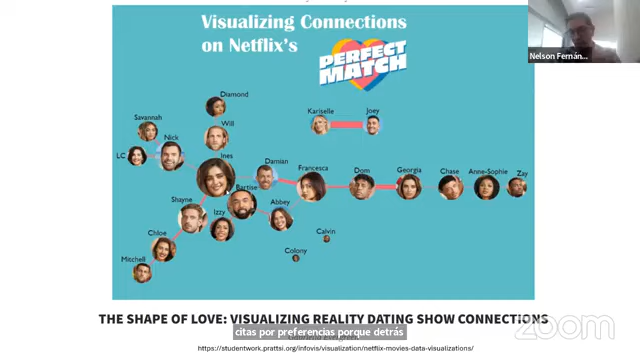 Visualizing Connections
on Netflix's
PERFECT
MATCH
Nelson Fernán...
Diamond
Kariselle
Joey
Savannah
Will
Nick
LC
Ines
Damian
Francesca
Dom
Georgia
Chase
Anne-Sophie
Zay
Bartise
Shayne
Izzy
Abbey
Chloe
Calvin
Mitchell
Colony
THE SHAPE OF LOVE: VISUALIZING REALITY DATING SHOW CONNECTIONS
citas por preferencias porque detrás
zoom
https://studentwork.prattsi.org/infovis/visualization/netflix-movies-data-visualizations/